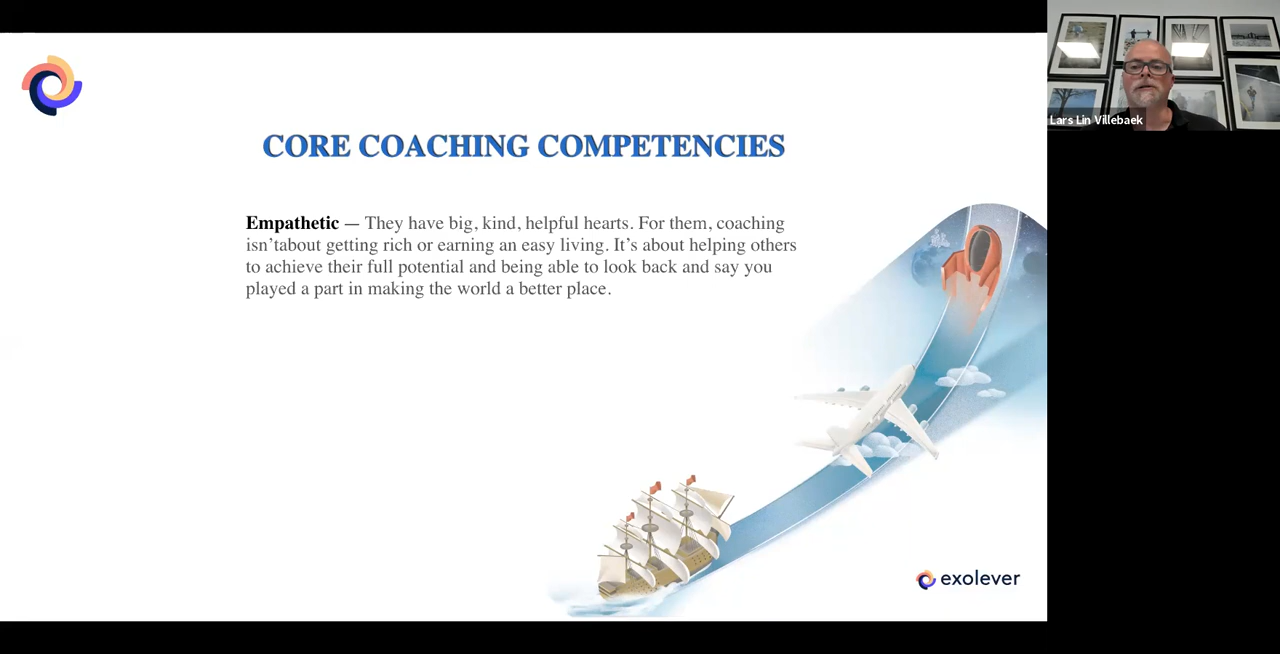 CORE COACHING COMPETENCIES
Empathetic — They have big, kind, helpful hearts. For them, coaching
isn’tabout getting rich or earning an easy living. It’s about helping others
to achieve their full potential and being able to look back and say you
played a part in making the world a better place.
exolever
Lars Lin Villebaek